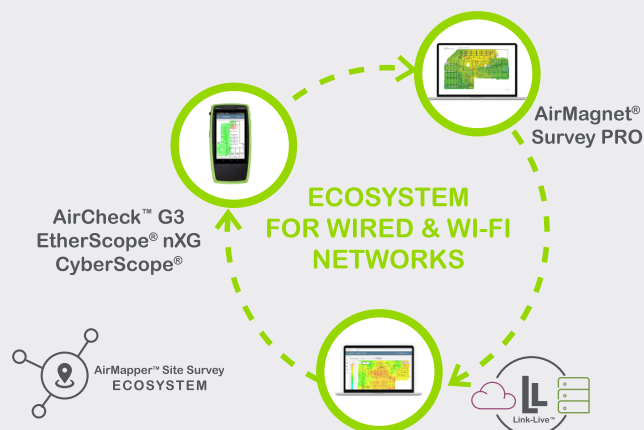 AirMagnet®
Survey PRO
ECOSYSTEM
FOR WIRED & WI-FI
NETWORKS
AirCheck™ G3
EtherScope® nXG
CyberScope®
AirMapper™ Site Survey
ECOSYSTEM
LL
Link-Live™